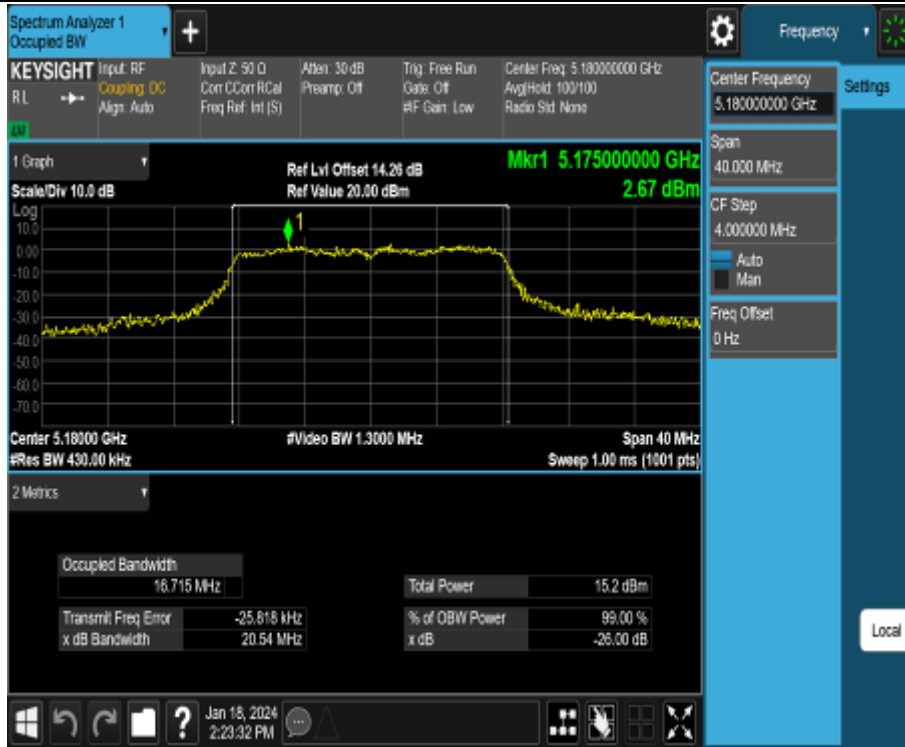 Spectrum Analyzer 1
Occupied BW
+
Frequency
KEYSIGHT
RL
Input: RF
Coupling: DC
Align: Auto
Input Z: 50 Ω
Corr CCorr RCal
Freq Ref: Int (S)
Atten: 30 dB
Preamp: Off
Trig: Free Run
Gate: Off
#IF Gain: Low
Center Freq: 5.180000000 GHz
Avg|Hold: 100/100
Radio Std: None
Center Frequency
5.180000000 GHz
Settings
Span
40.000 MHz
CF Step
4.000000 MHz
Auto
Man
Freq Offset
0 Hz
1 Graph
Scale/Div 10.0 dB
Ref Lvl Offset 14.26 dB
Ref Value 20.00 dBm
Mkr1 5.175000000 GHz
2.67 dBm
Log
10.0
0.00
-10.0
-20.0
-30.0
-40.0
-50.0
-60.0
-70.0
1
Center 5.18000 GHz
#Res BW 430.00 kHz
#Video BW 1.3000 MHz
Span 40 MHz
Sweep 1.00 ms (1001 pts)
2 Metrics
Occupied Bandwidth
16.715 MHz
Transmit Freq Error -25.818 kHz
x dB Bandwidth 20.54 MHz
Total Power 15.2 dBm
% of OBW Power 99.00 %
x dB -26.00 dB
Local
?
Jan 18, 2024
2:23:32 PM